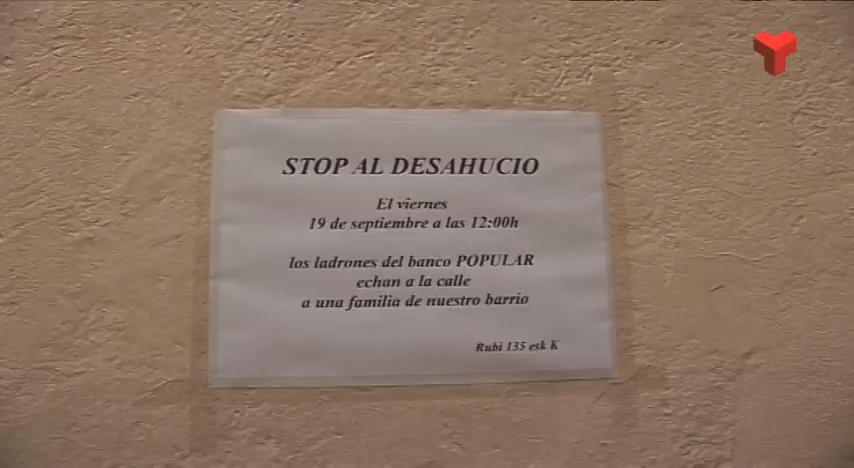 STOP AL DESAHUCIO
El viernes
19 de septiembre a las 12:00h
los ladrones del banco POPULAR
echan a la calle
a una familia de nuestro barrio
Rubi 135 esk K